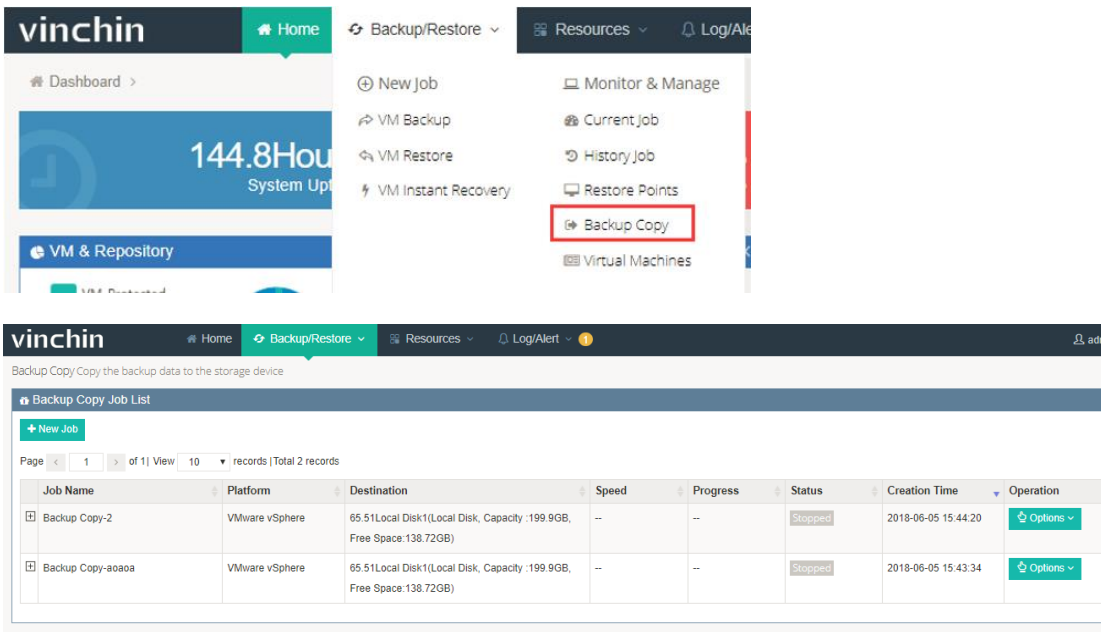 vinchin Home Backup/Restore Resources Log/Ale
Dashboard >
New Job Monitor & Manage
VM Backup Current Job
144.8Hou VM Restore History Job
System Upt VM Instant Recovery Restore Points
Backup Copy
VM & Repository Virtual Machines
VM Protected
vinchin Home Backup/Restore Resources Log/Alert 1 adm
Backup Copy Copy the backup data to the storage device
Backup Copy Job List
+ New Job
Page < 1 > of 1| View 10 records |Total 2 records
Job Name Platform Destination Speed Progress Status Creation Time Operation
Backup Copy-2 VMware vSphere 65.51Local Disk1(Local Disk, Capacity :199.9GB, -- -- Stopped 2018-06-05 15:44:20 Options
Free Space:138.72GB)
Backup Copy-aoaoa VMware vSphere 65.51Local Disk1(Local Disk, Capacity :199.9GB, -- -- Stopped 2018-06-05 15:43:34 Options
Free Space:138.72GB)